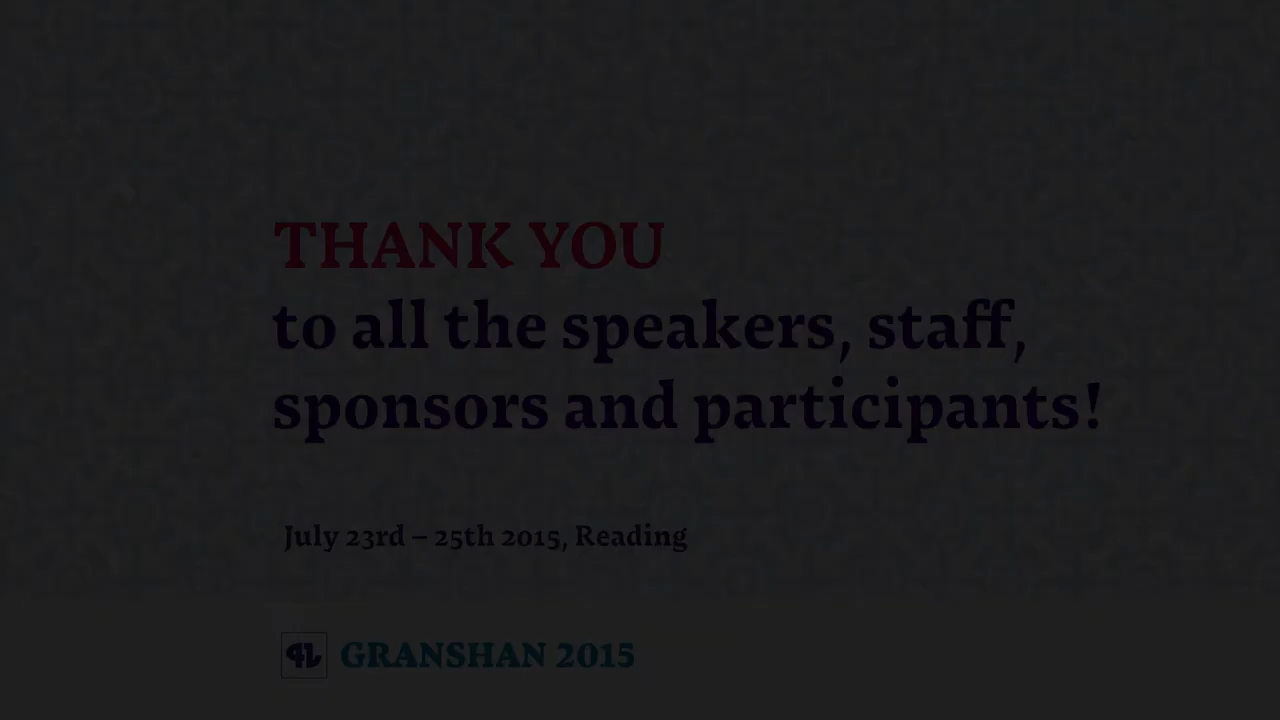 THANK YOU
to all the speakers, staff,
sponsors and participants!
July 23rd – 25th 2015, Reading
GRANSHAN 2015